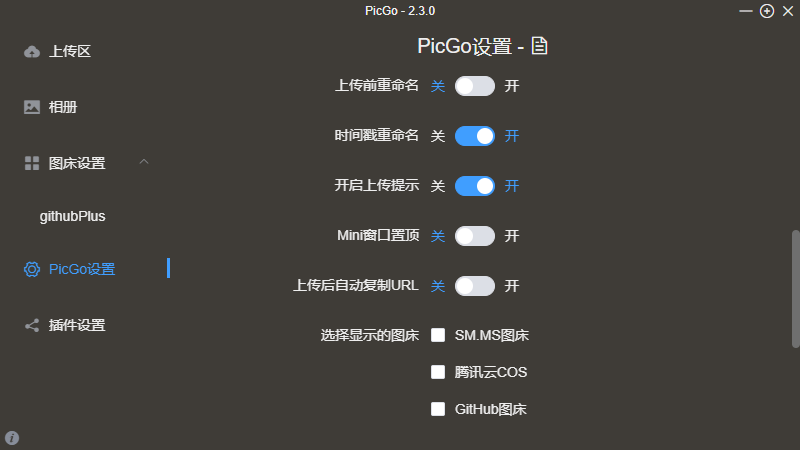 PicGo - 2.3.0
上传区
相册
图床设置
githubPlus
PicGo设置
插件设置
PicGo设置 -
上传前重命名 关 开
时间戳重命名 关 开
开启上传提示 关 开
Mini窗口置顶 关 开
上传后自动复制URL 关 开
选择显示的图床 SM.MS图床
腾讯云COS
GitHub图床